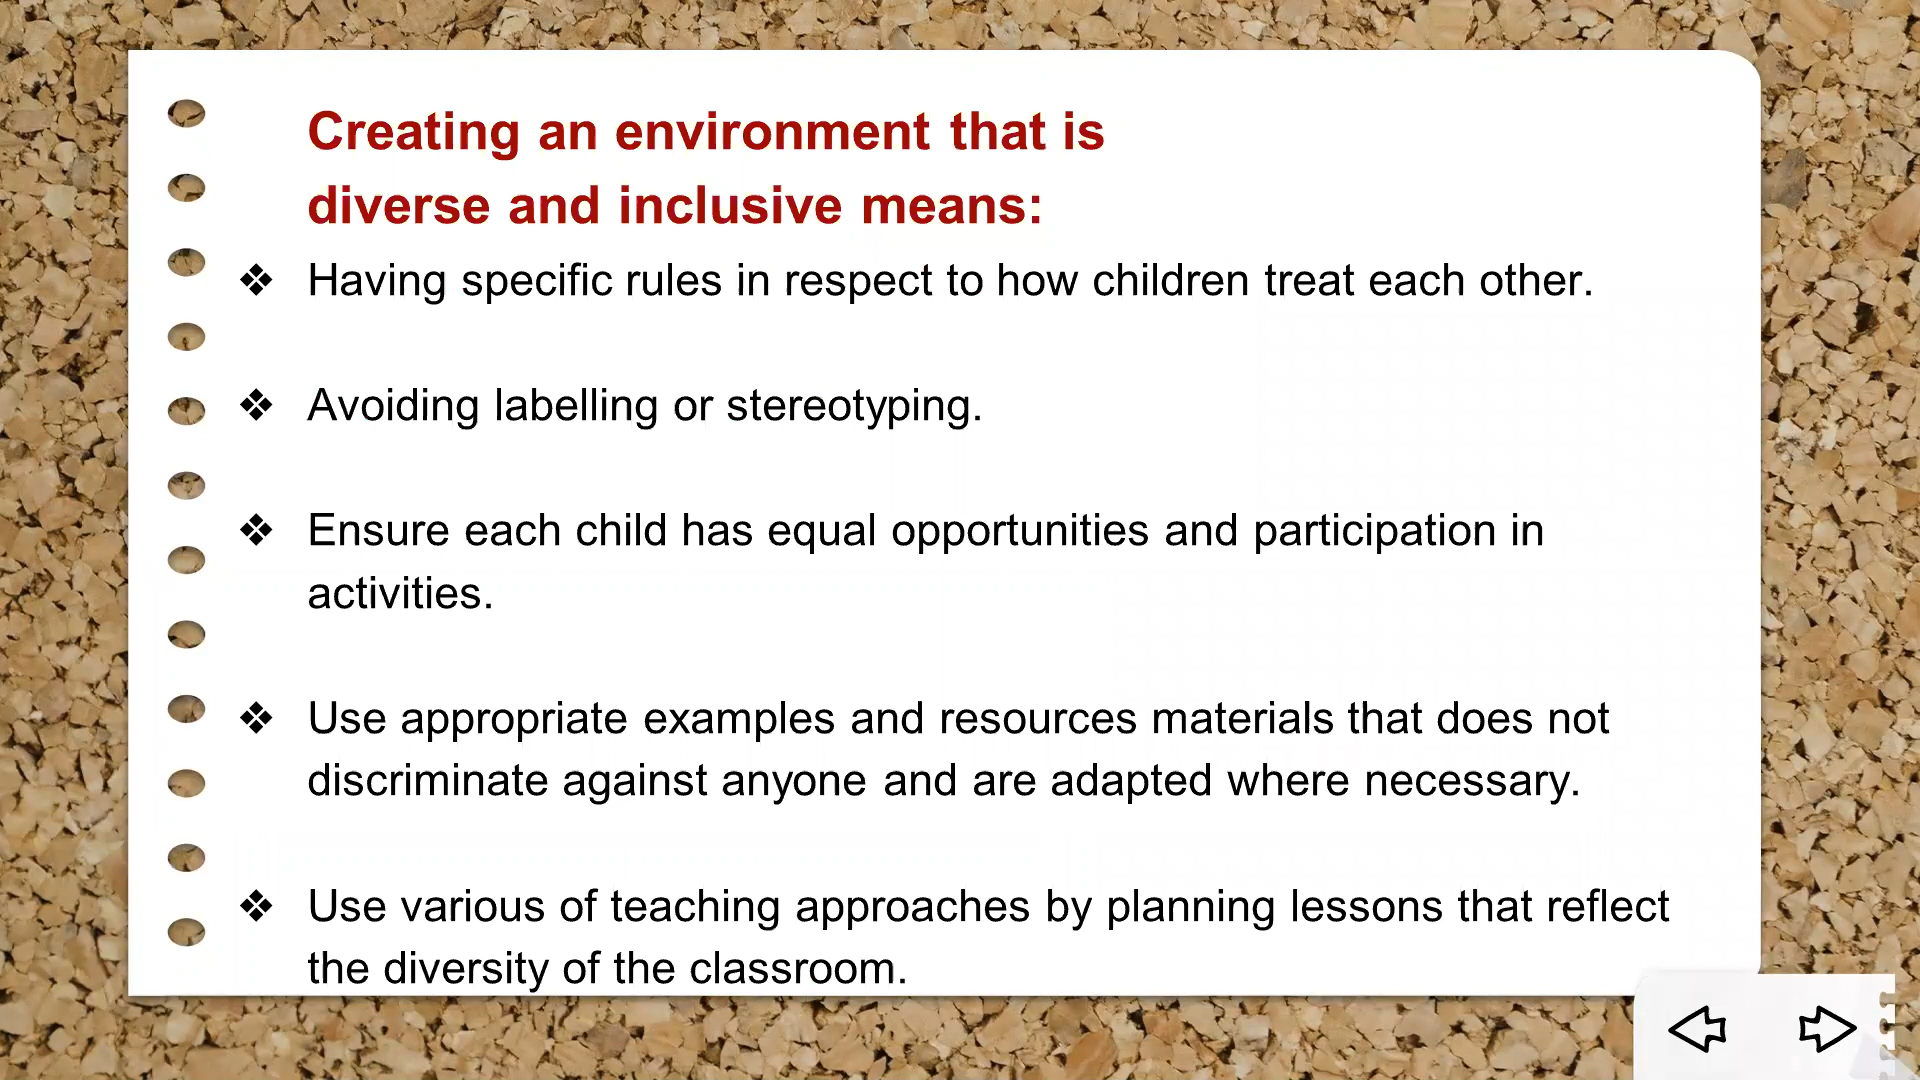 Creating an environment that is
diverse and inclusive means:
❖ Having specific rules in respect to how children treat each other.
❖ Avoiding labelling or stereotyping.
❖ Ensure each child has equal opportunities and participation in
activities.
❖ Use appropriate examples and resources materials that does not
discriminate against anyone and are adapted where necessary.
❖ Use various of teaching approaches by planning lessons that reflect
the diversity of the classroom.